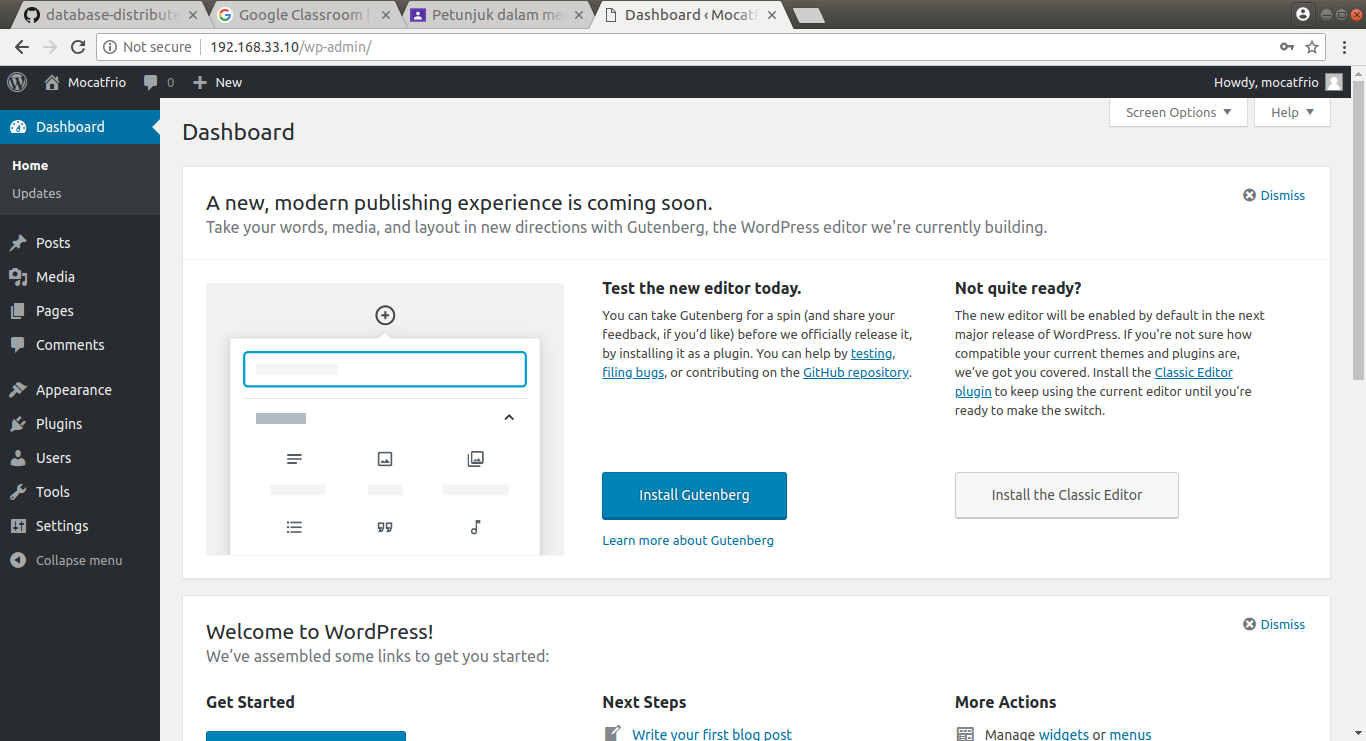 database-distribute
Google Classroom |
Petunjuk dalam me
Dashboard ‹ Mocatf
Not secure
192.168.33.10/wp-admin/
Mocatfrio
0
New
Howdy, mocatfrio
Dashboard
Home
Updates
Posts
Media
Pages
Comments
Appearance
Plugins
Users
Tools
Settings
Collapse menu
Screen Options
Help
Dashboard
A new, modern publishing experience is coming soon.
Dismiss
Take your words, media, and layout in new directions with Gutenberg, the WordPress editor we're currently building.
Test the new editor today.
You can take Gutenberg for a spin (and share your
feedback, if you’d like) before we officially release it,
by installing it as a plugin. You can help by testing,
filing bugs, or contributing on the GitHub repository.
Install Gutenberg
Learn more about Gutenberg
Not quite ready?
The new editor will be enabled by default in the next
major release of WordPress. If you’re not sure how
compatible your current themes and plugins are,
we’ve got you covered. Install the Classic Editor
plugin to keep using the current editor until you’re
ready to make the switch.
Install the Classic Editor
Welcome to WordPress!
Dismiss
We’ve assembled some links to get you started:
Get Started
Next Steps
Write your first blog post
More Actions
Manage widgets or menus